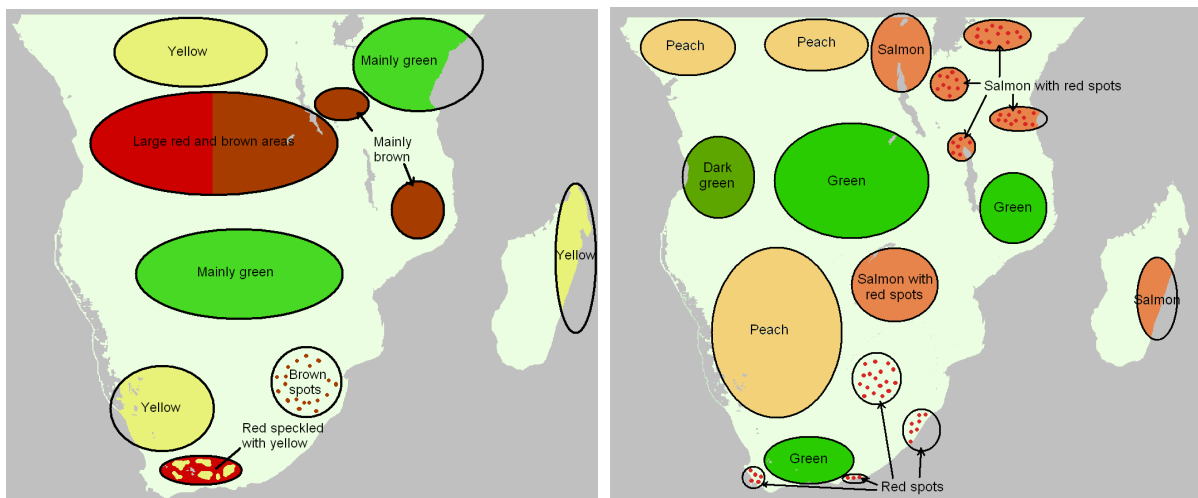 Yellow
Mainly green
Large red and brown areas
Mainly
brown
Mainly green
Yellow
Brown
spots
Yellow
Red speckled
with yellow
Peach
Peach
Salmon
Salmon with red spots
Dark
green
Green
Green
Salmon with
red spots
Salmon
Peach
Green
Red spots